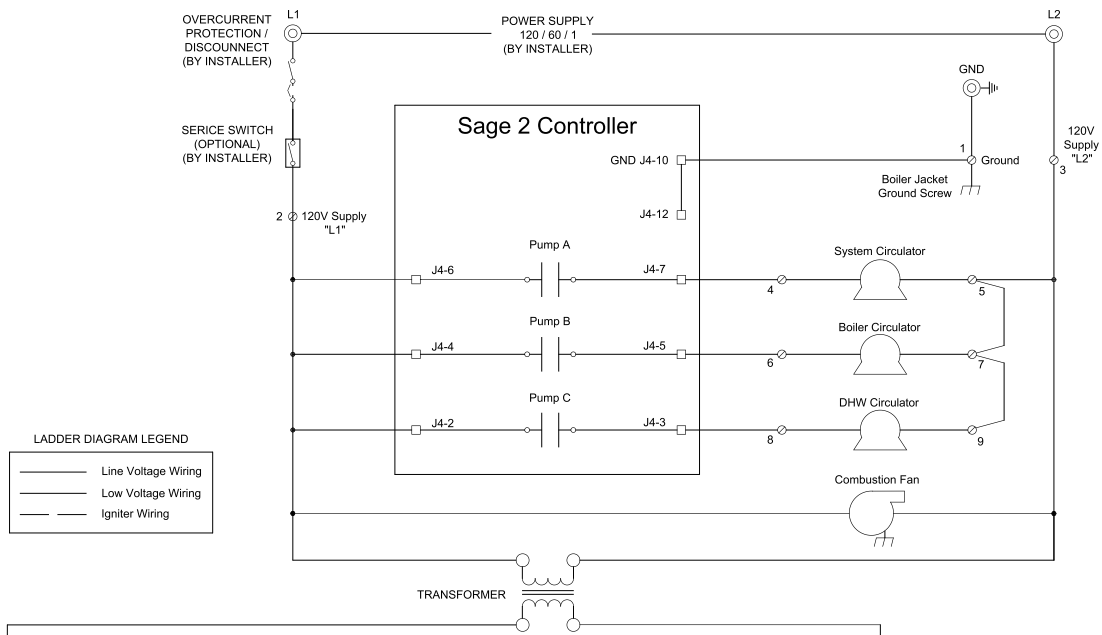 L1
OVERCURRENT
PROTECTION /
DISCOUNNECT
(BY INSTALLER)
POWER SUPPLY
120 / 60 / 1
(BY INSTALLER)
L2
GND
SERICE SWITCH
(OPTIONAL)
(BY INSTALLER)
Sage 2 Controller
GND J4-10
1
Ground
120V
Supply
"L2"
3
Boiler Jacket
Ground Screw
J4-12
2
120V Supply
"L1"
Pump A
System Circulator
J4-6
J4-7
4
5
Pump B
Boiler Circulator
J4-4
J4-5
6
7
Pump C
DHW Circulator
J4-2
J4-3
8
9
LADDER DIAGRAM LEGEND
Line Voltage Wiring
Low Voltage Wiring
Igniter Wiring
Combustion Fan
TRANSFORMER